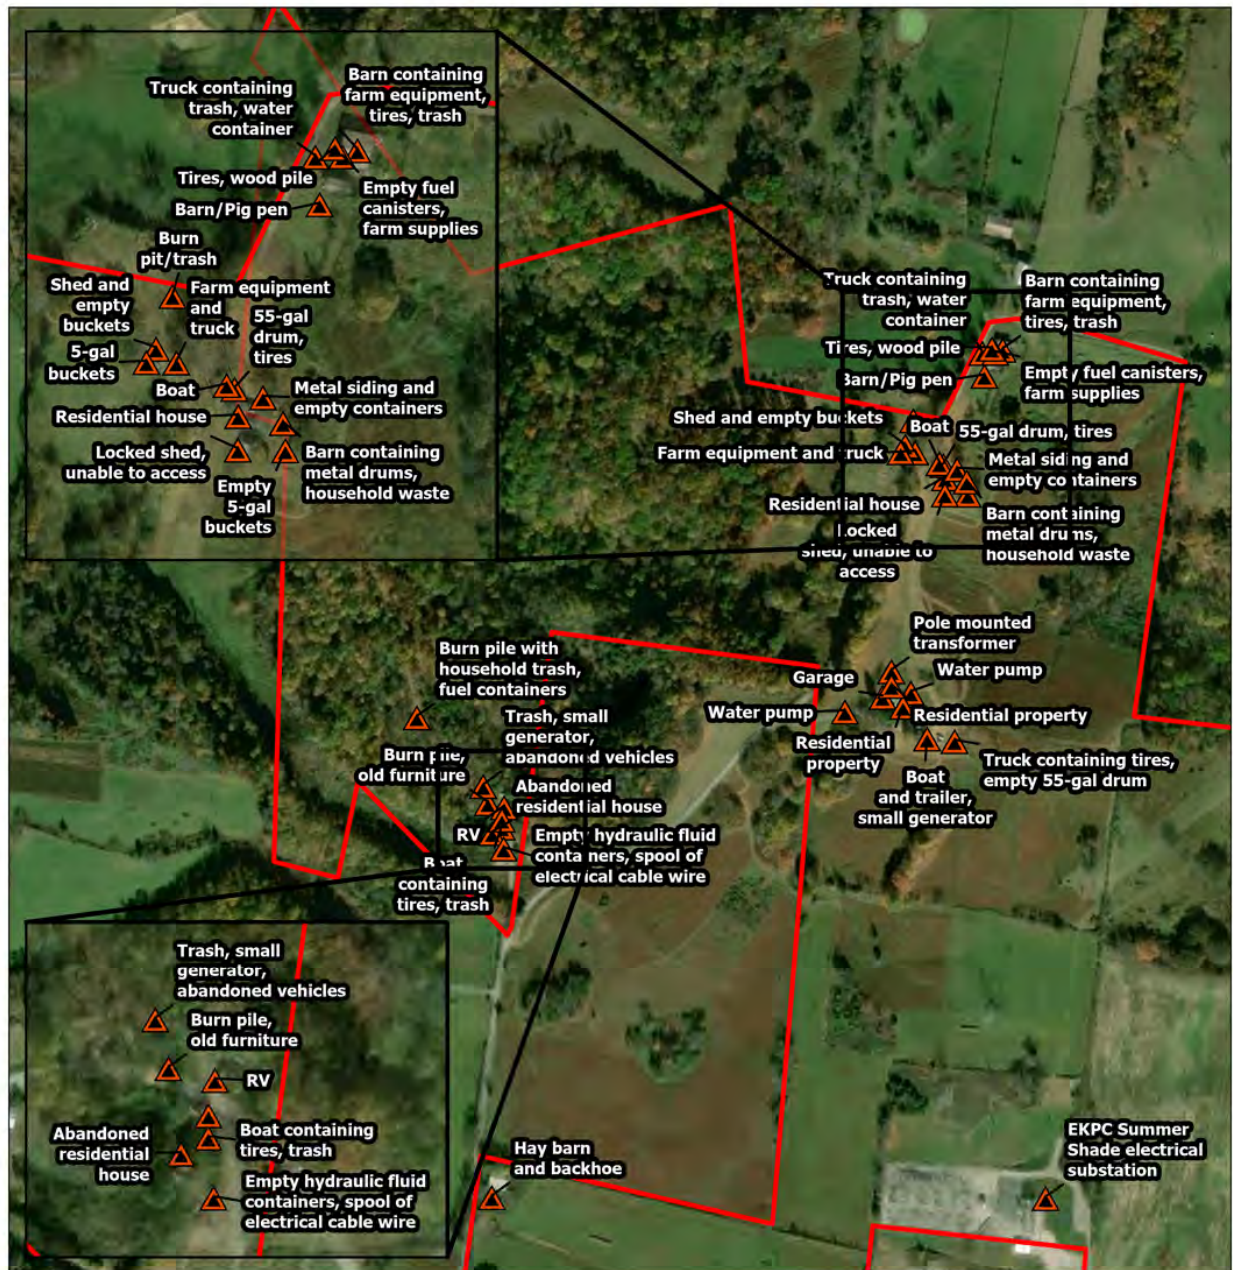 Truck containing
trash, water
container
Barn containing
farm equipment,
tires, trash
Tires, wood pile
Barn/Pig pen
Empty fuel
canisters,
farm supplies
Burn
pit/trash
Shed and
empty
buckets
Farm equipment
and
truck
55-gal
drum,
tires
5-gal
buckets
Boat
Metal siding and
empty containers
Residential house
Locked shed,
unable to access
Barn containing
metal drums,
household waste
Empty
5-gal
buckets
Truck containing
trash, water
container
Barn containing
farm equipment,
tires, trash
Tires, wood pile
Barn/Pig pen
Empty fuel canisters,
farm supplies
Shed and empty buckets
Boat
55-gal drum, tires
Farm equipment and truck
Metal siding and
empty containers
Residential house
Locked
shed, unable to
access
Barn containing
metal drums,
household waste
Pole mounted
transformer
Garage
Water pump
Water pump
Residential property
Residential
property
Truck containing tires,
empty 55-gal drum
Boat
and trailer,
small generator
Burn pile with
household trash,
fuel containers
Trash, small
generator,
abandoned vehicles
Burn pile,
old furniture
Abandoned
residential house
RV
Empty hydraulic fluid
containers, spool of
electrical cable wire
Boat
containing
tires, trash
Trash, small
generator,
abandoned vehicles
Burn pile,
old furniture
RV
Boat containing
tires, trash
Abandoned
residential
house
Empty hydraulic fluid
containers, spool of
electrical cable wire
Hay barn
and backhoe
EKPC Summer
Shade electrical
substation